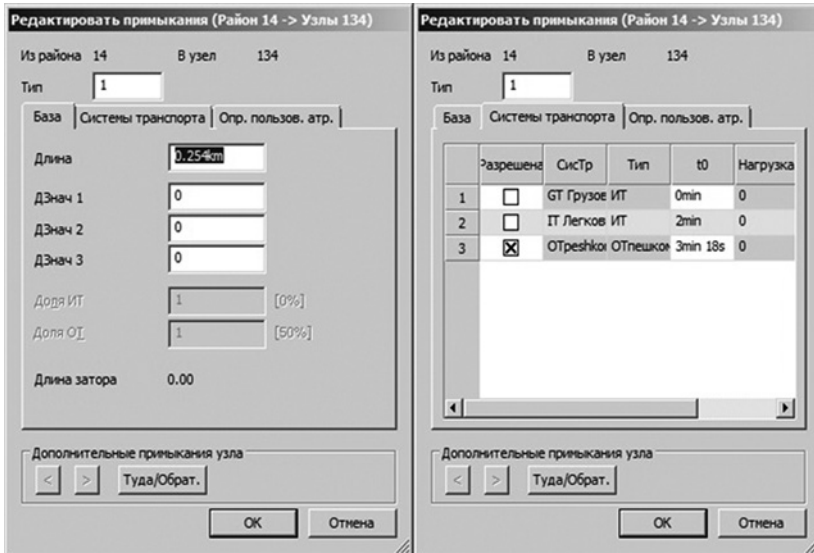 Редактировать примыкания (Район 14 -> Узлы 134)
Из района 14 В узел 134
Тип 1
База Системы транспорта Опр. пользов. атр.
Длина 0.254km
ДЗнач 1 0
ДЗнач 2 0
ДЗнач 3 0
Доля ИТ 1 [0%]
Доля ОТ 1 [50%]
Длина затора 0.00
Дополнительные примыкания узла
< > Туда/Обрат.
OK Отмена
Редактировать примыкания (Район 14 -> Узлы 134)
Из района 14 В узел 134
Тип 1
База Системы транспорта Опр. пользов. атр.
Разрешена СисТр Тип t0 Нагрузка
1 GT Грузов ИТ 0min 0
2 IT Легков ИТ 2min 0
3 OTpeshkoi ОТпешком 3min 18s 0
Дополнительные примыкания узла
< > Туда/Обрат.
OK Отмена